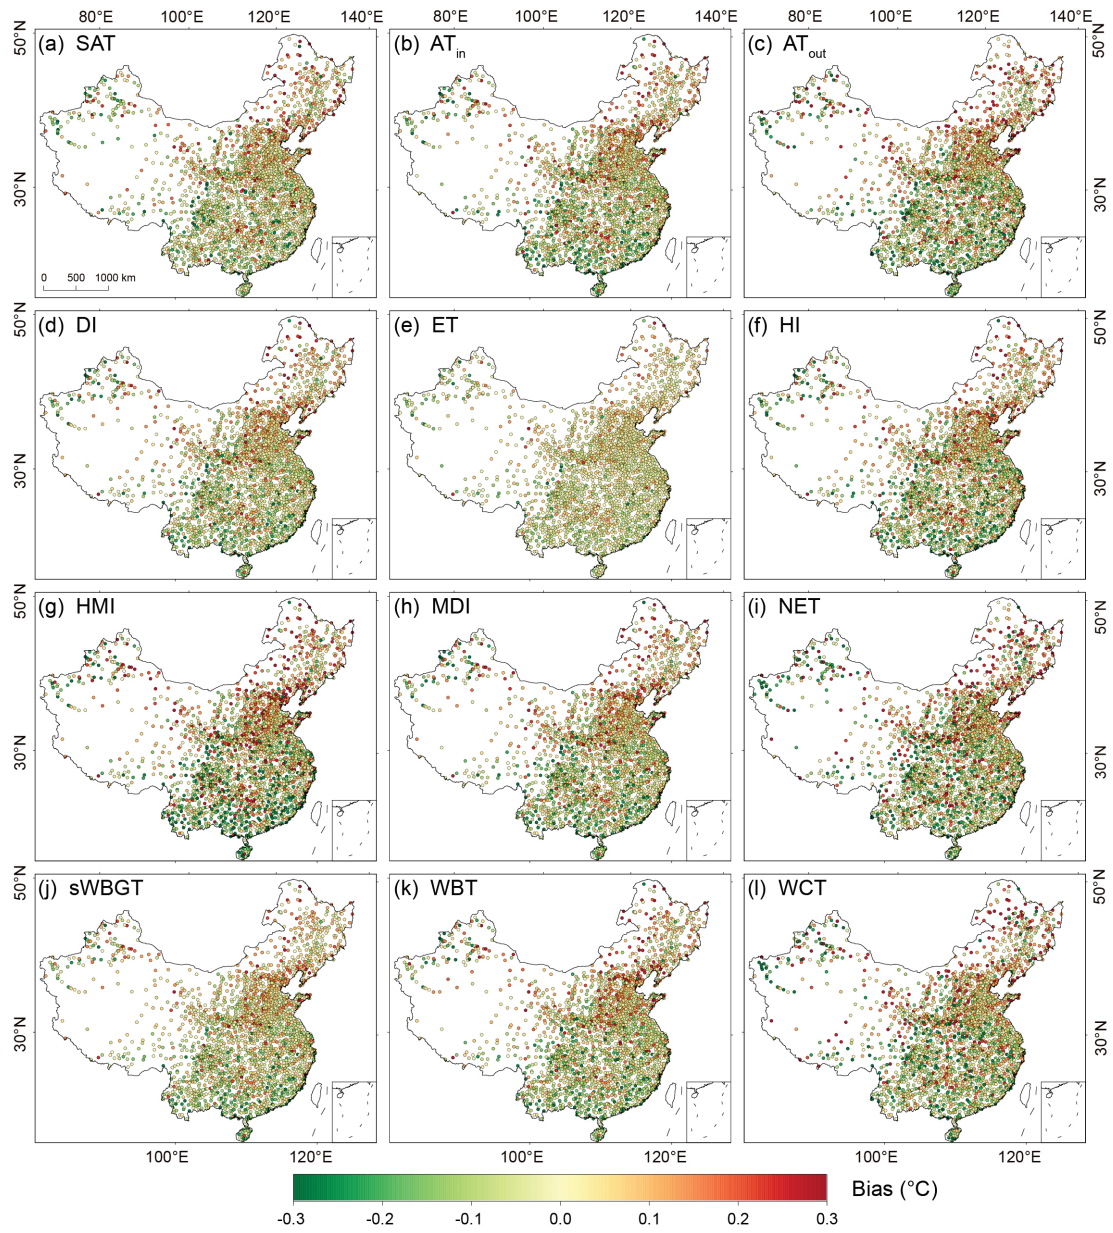 80°E 100°E 120°E 140°E 80°E 100°E 120°E 140°E 80°E 100°E 120°E 140°E
50°N (a) SAT (b) ATin (c) ATout 50°N
30°N 30°N
0 500 1000 km
50°N (d) DI (e) ET (f) HI 50°N
30°N 30°N
50°N (g) HMI (h) MDI (i) NET 50°N
30°N 30°N
50°N (j) sWBGT (k) WBT (l) WCT 50°N
30°N 30°N
100°E 120°E 100°E 120°E 100°E 120°E
Bias (°C)
-0.3 -0.2 -0.1 0.0 0.1 0.2 0.3